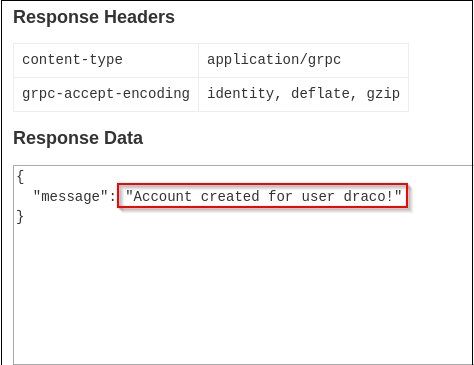 Response Headers
content-type application/grpc
grpc-accept-encoding identity, deflate, gzip
Response Data
{
"message": "Account created for user draco!"
}